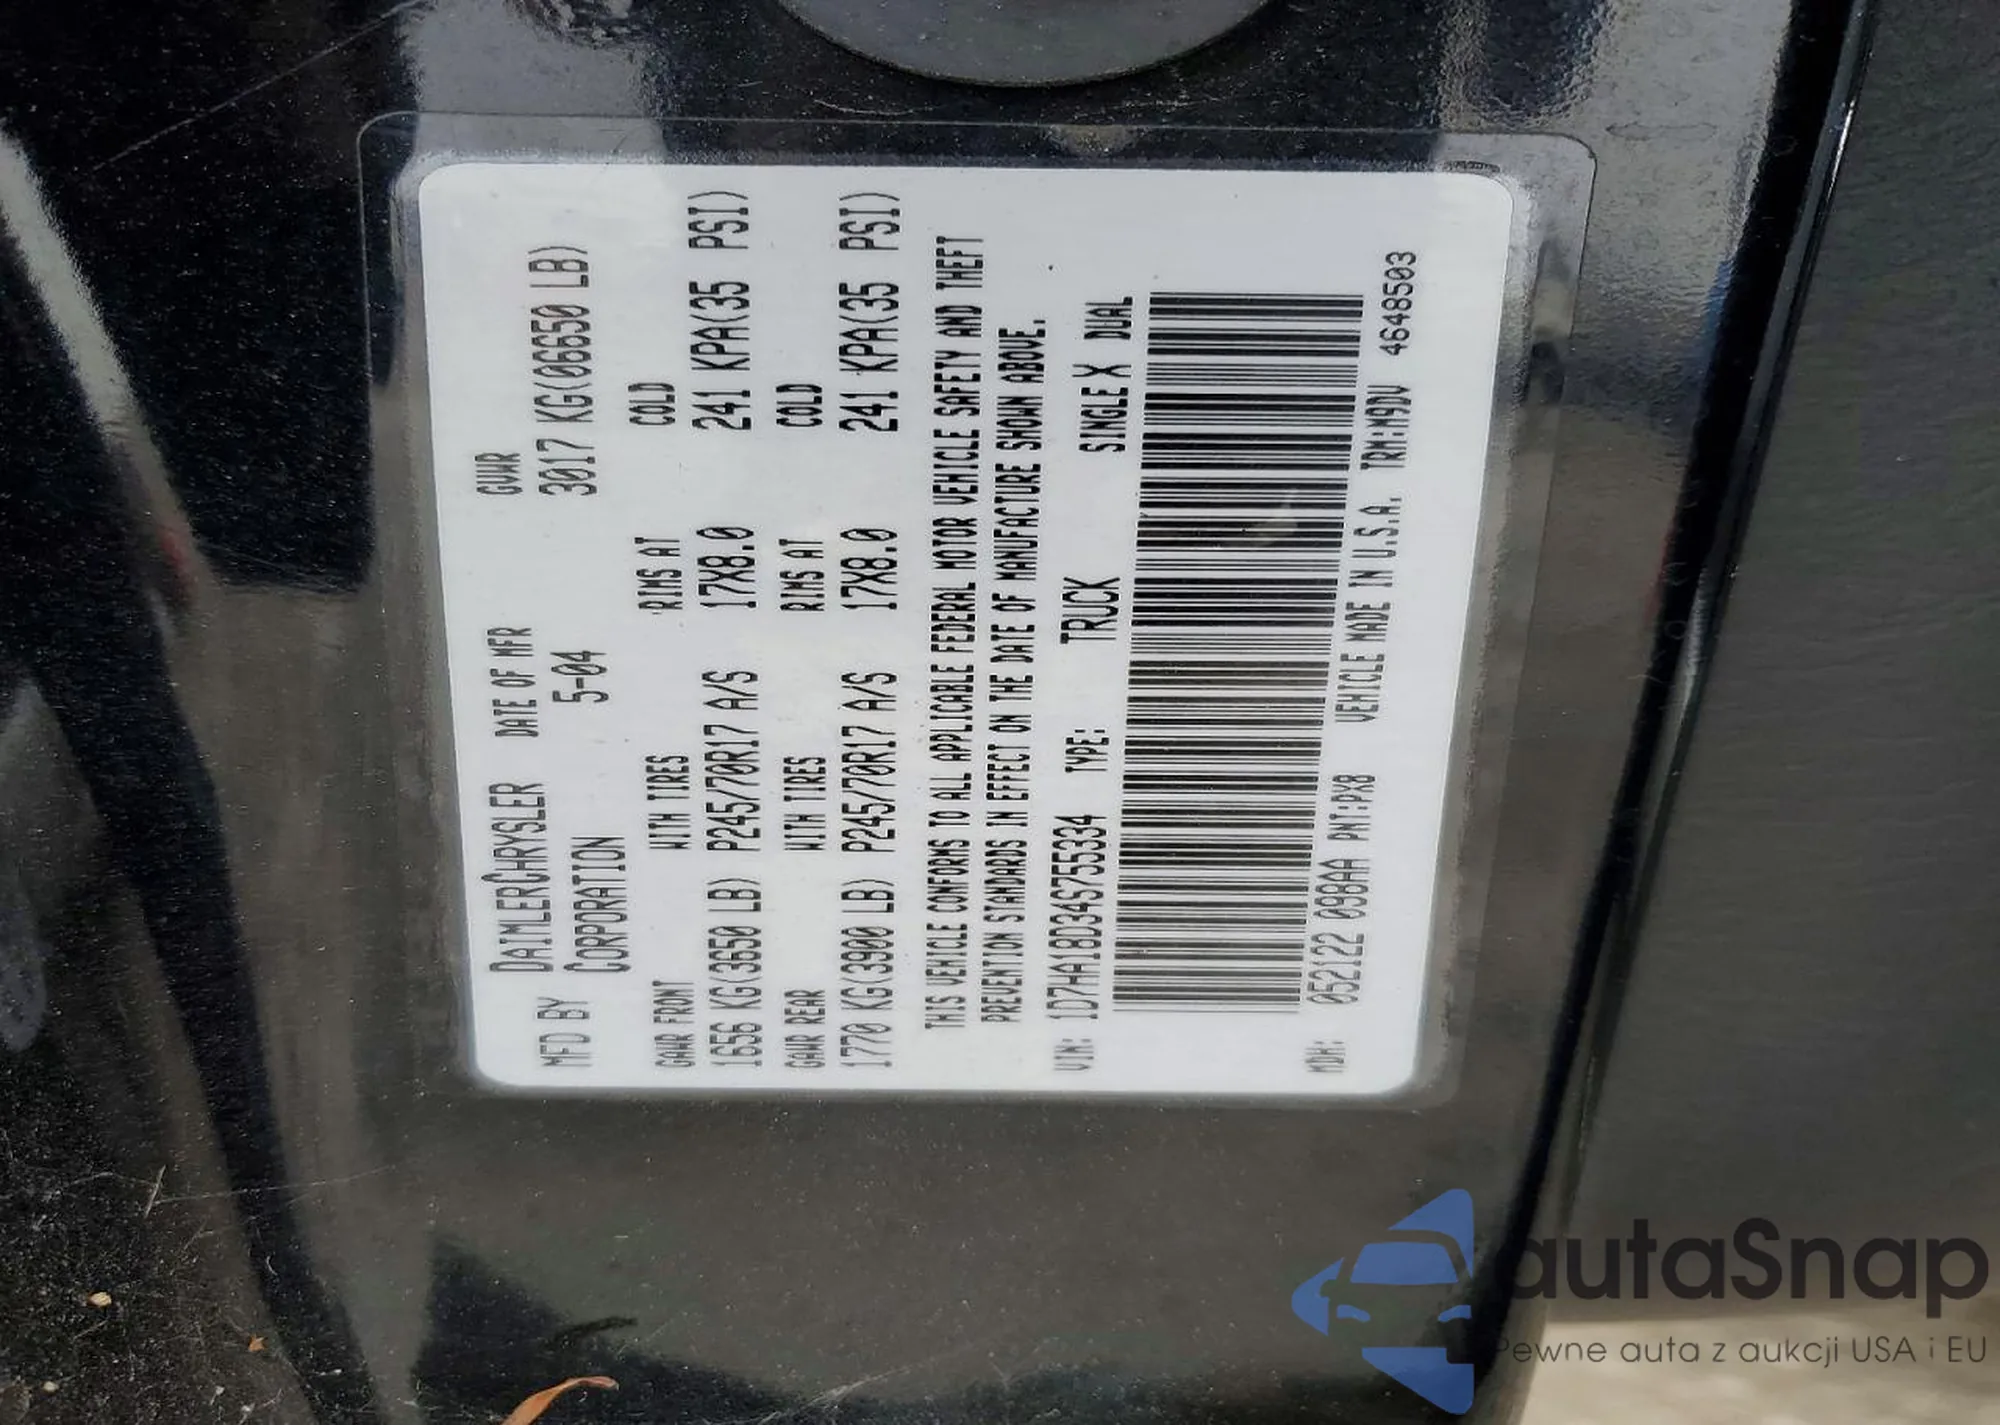 MFD BY DAIMLERCHRYSLER CORPORATION DATE OF MFR 5-04 GVWR 3017 KG(06650 LB)
GAWR FRONT WITH TIRES RIMS AT COLD
1656 KG(3650 LB) P245/70R17 A/S 17X8.0 241 KPA(35 PSI)
GAWR REAR WITH TIRES RIMS AT COLD
1770 KG(3900 LB) P245/70R17 A/S 17X8.0 241 KPA(35 PSI)
THIS VEHICLE CONFORMS TO ALL APPLICABLE FEDERAL MOTOR VEHICLE SAFETY AND THEFT
PREVENTION STANDARDS IN EFFECT ON THE DATE OF MANUFACTURE SHOWN ABOVE.
VIN: 1D7HA18D34S755334 TYPE: TRUCK SINGLE X DUAL
MDH: 052122 098AA PNT:PX8 VEHICLE MADE IN U.S.A. TRM:M9DV 4648503
autaSnap
Pewne auta z aukcji USA i EU